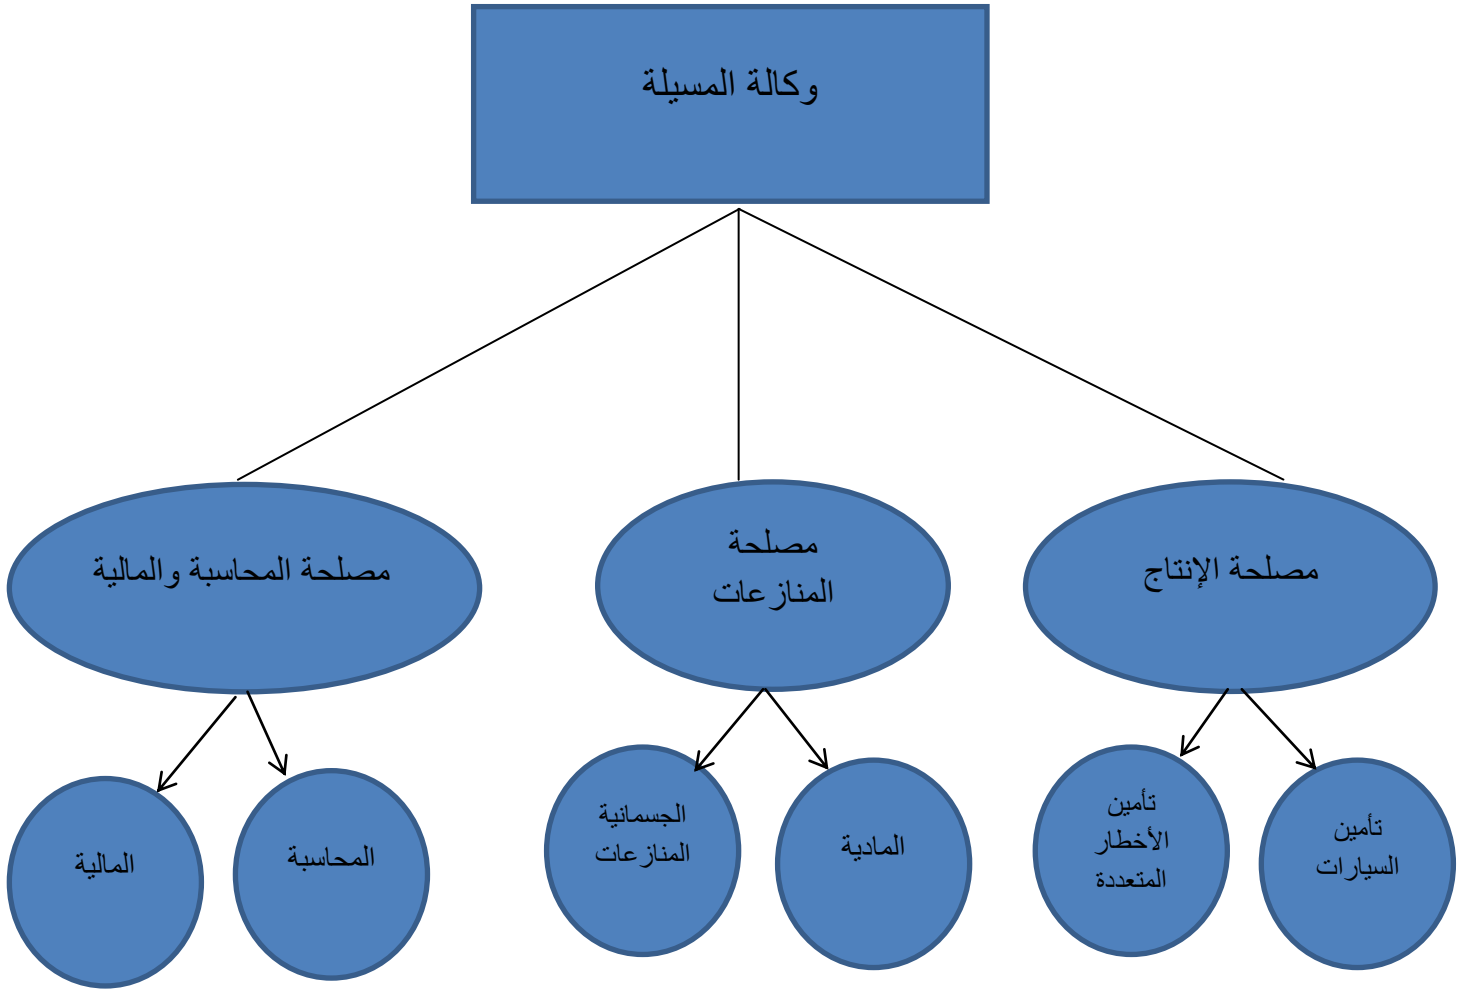 وكالة المسيلة
مصلحة الإنتاج
مصلحة
المنازعات
مصلحة المحاسبة والمالية
تأمين
السيارات
تأمين
الأخطار
المتعددة
المادية
الجسمانية
المنازعات
المحاسبة
المالية